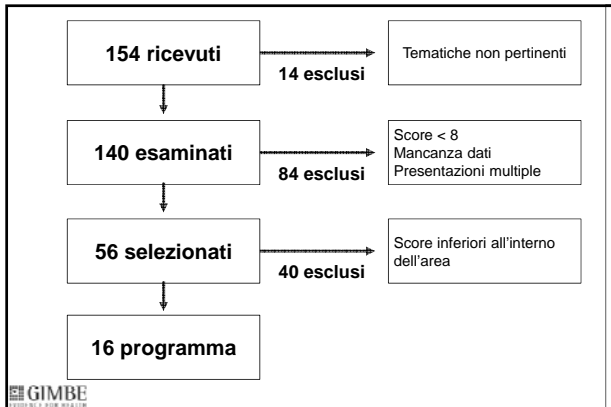 154 ricevuti
14 esclusi
Tematiche non pertinenti
140 esaminati
84 esclusi
Score < 8
Mancanza dati
Presentazioni multiple
56 selezionati
40 esclusi
Score inferiori all'interno
dell'area
16 programma
GIMBE